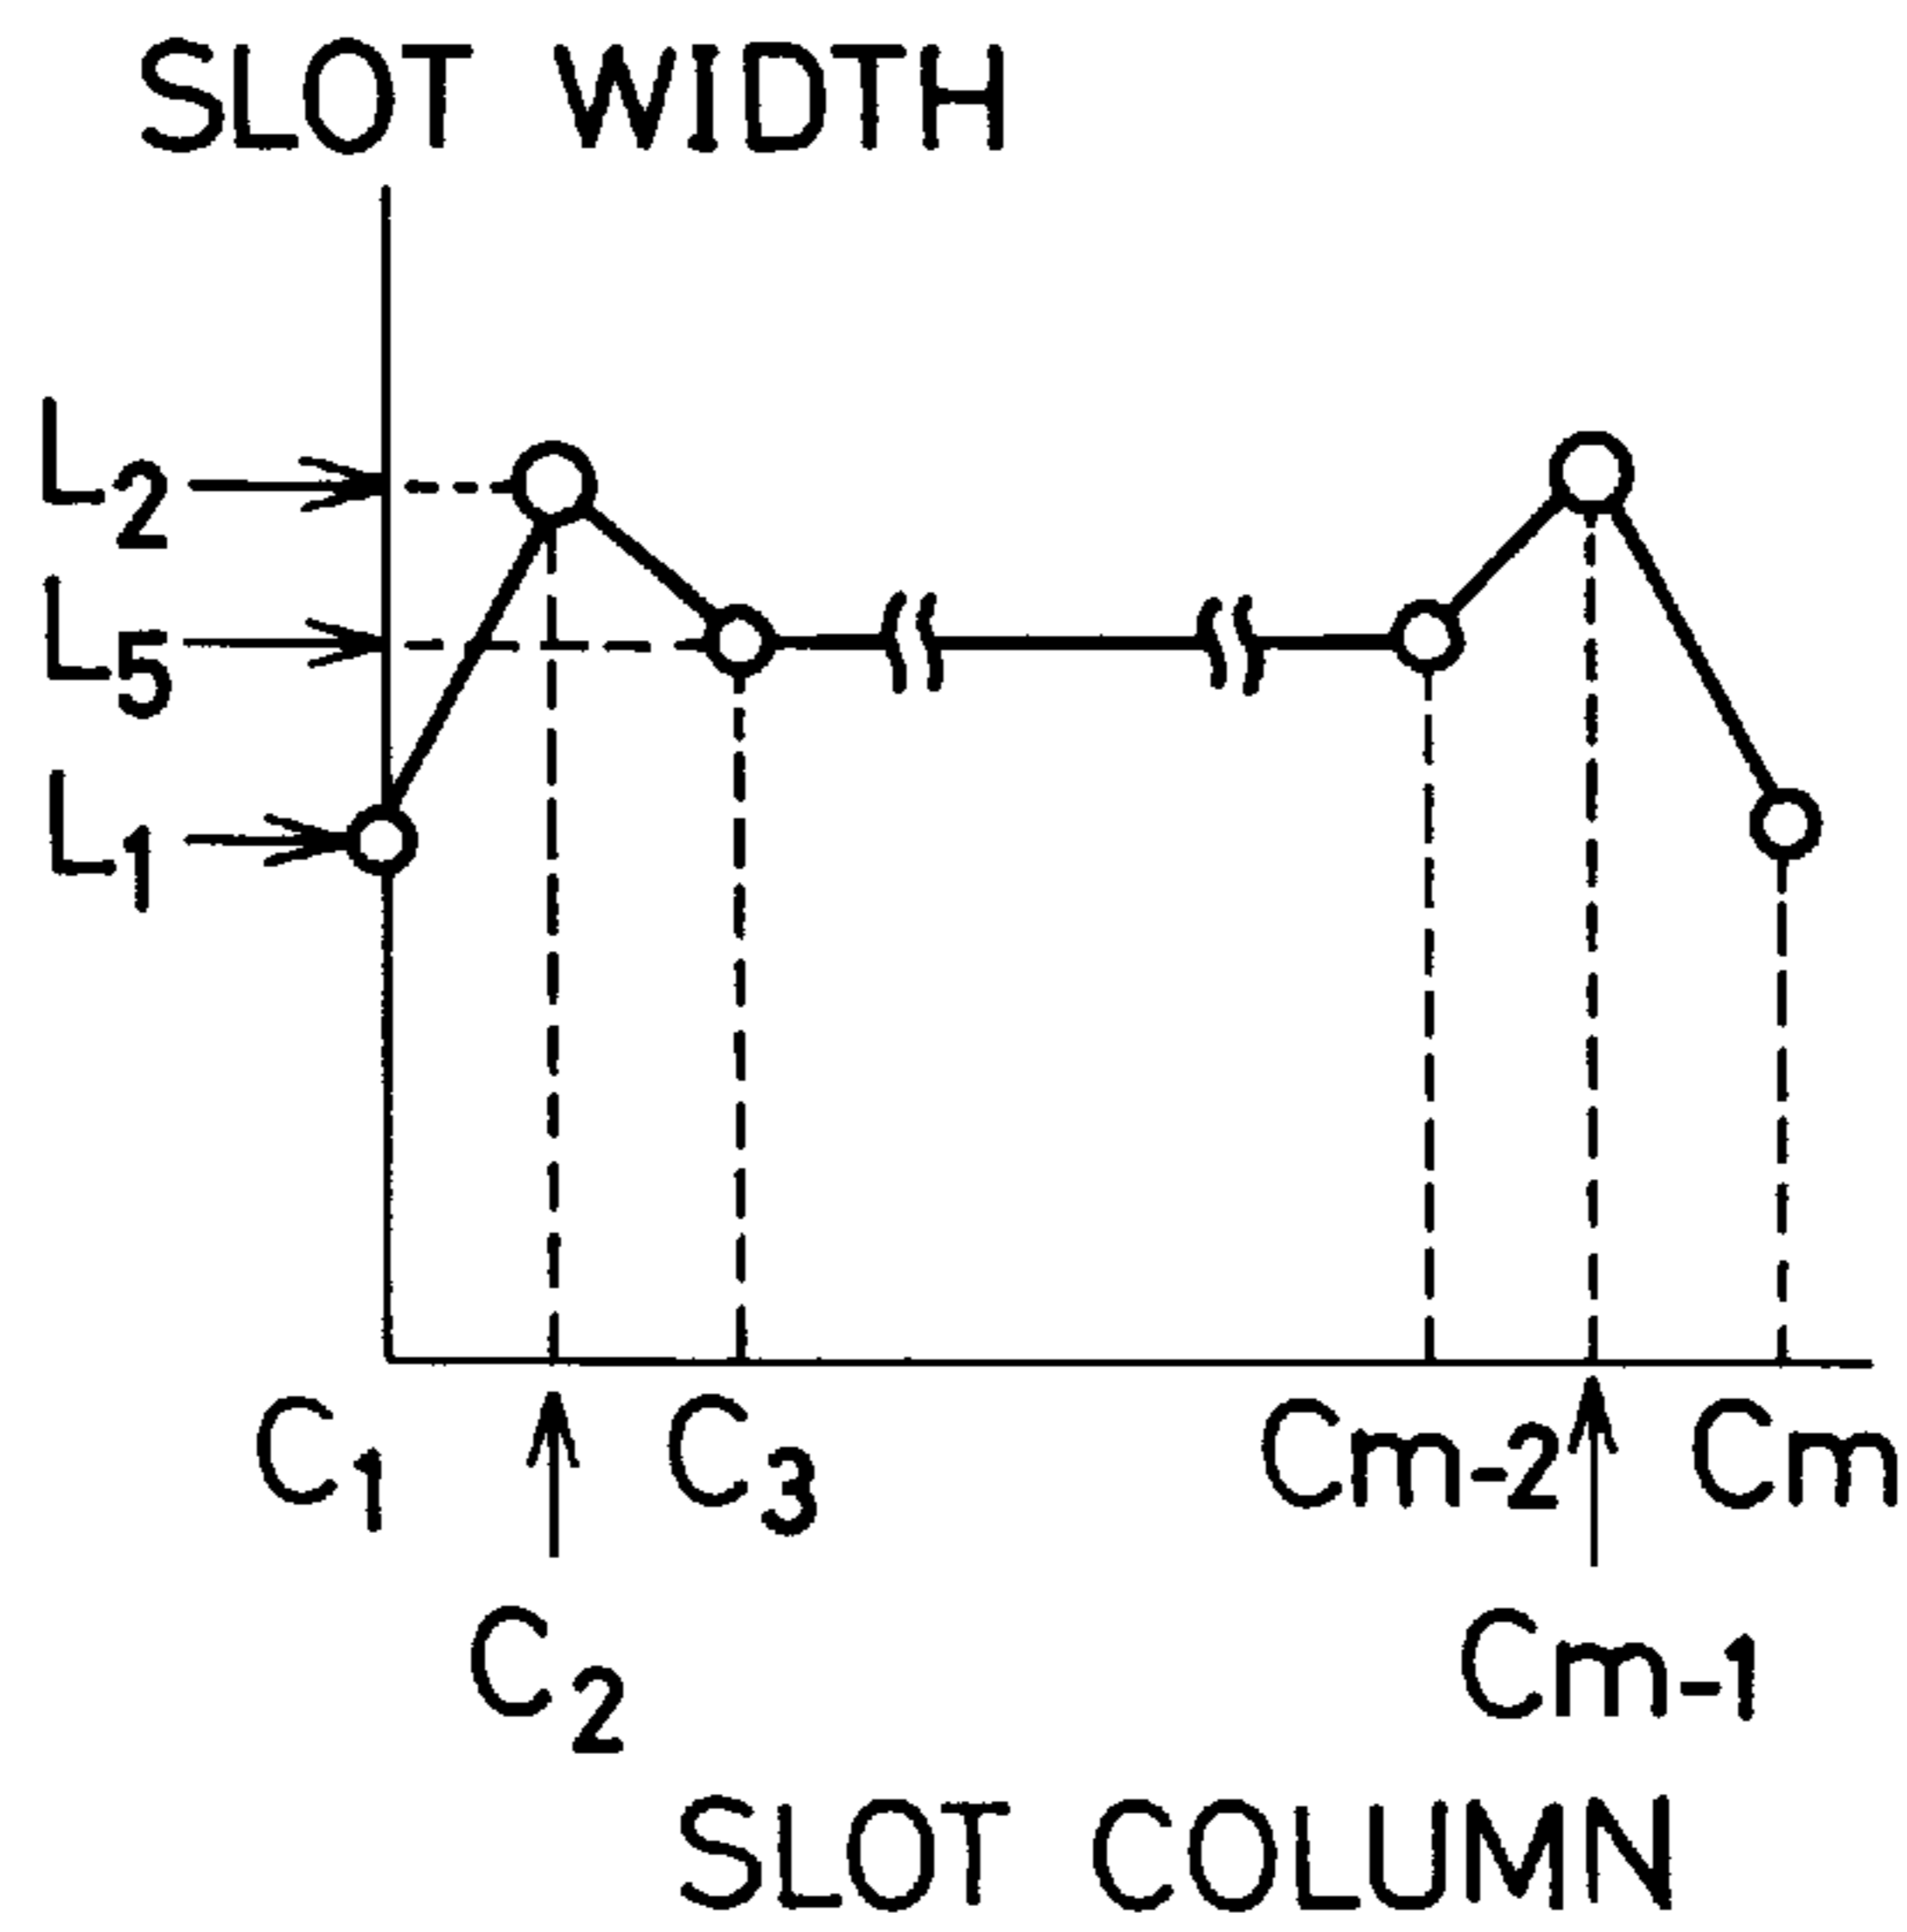 SLOT WIDTH
L2
L5
L1
C1 C3 Cm-2 Cm
C2 Cm-1
SLOT COLUMN